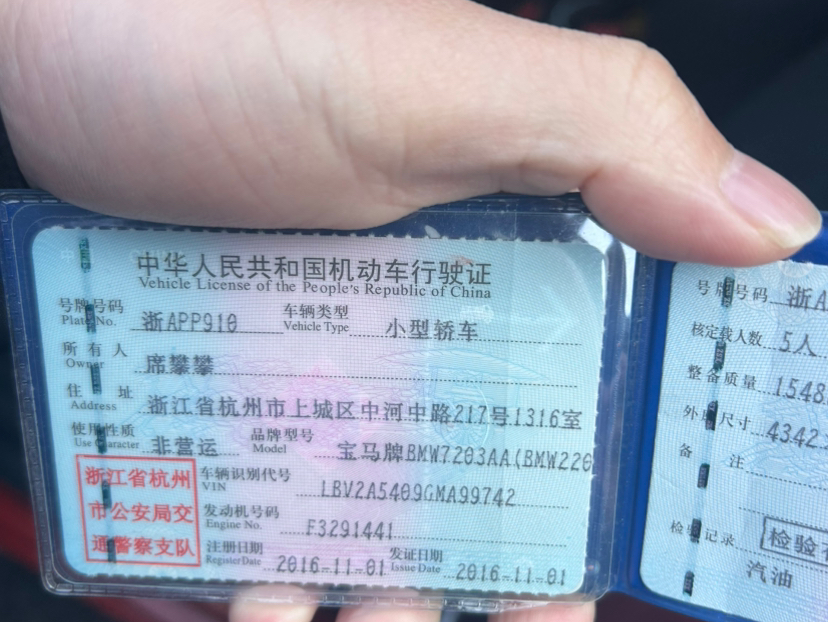 中华人民共和国机动车行驶证
Vehicle License of the People's Republic of China
号牌号码 浙APP910 车辆类型 小型轿车
Plate No. Vehicle Type
所有人 席攀攀
Owner
住址 浙江省杭州市上城区中河中路217号1316室
Address
使用性质 非营运 品牌型号 宝马牌BMW7203AA(BMW220
Use Character Model
浙江省杭州
市公安局交
通警察支队
车辆识别代号 LBV2A5409GMA99742
VIN
发动机号码 F3291441
Engine No.
注册日期 2016-11-01 发证日期 2016-11-01
Register Date Issue Date
号牌号码 浙A
核定载人数 5人
整备质量 1548
外廓尺寸 4342
备注
检验记录 检验
汽油